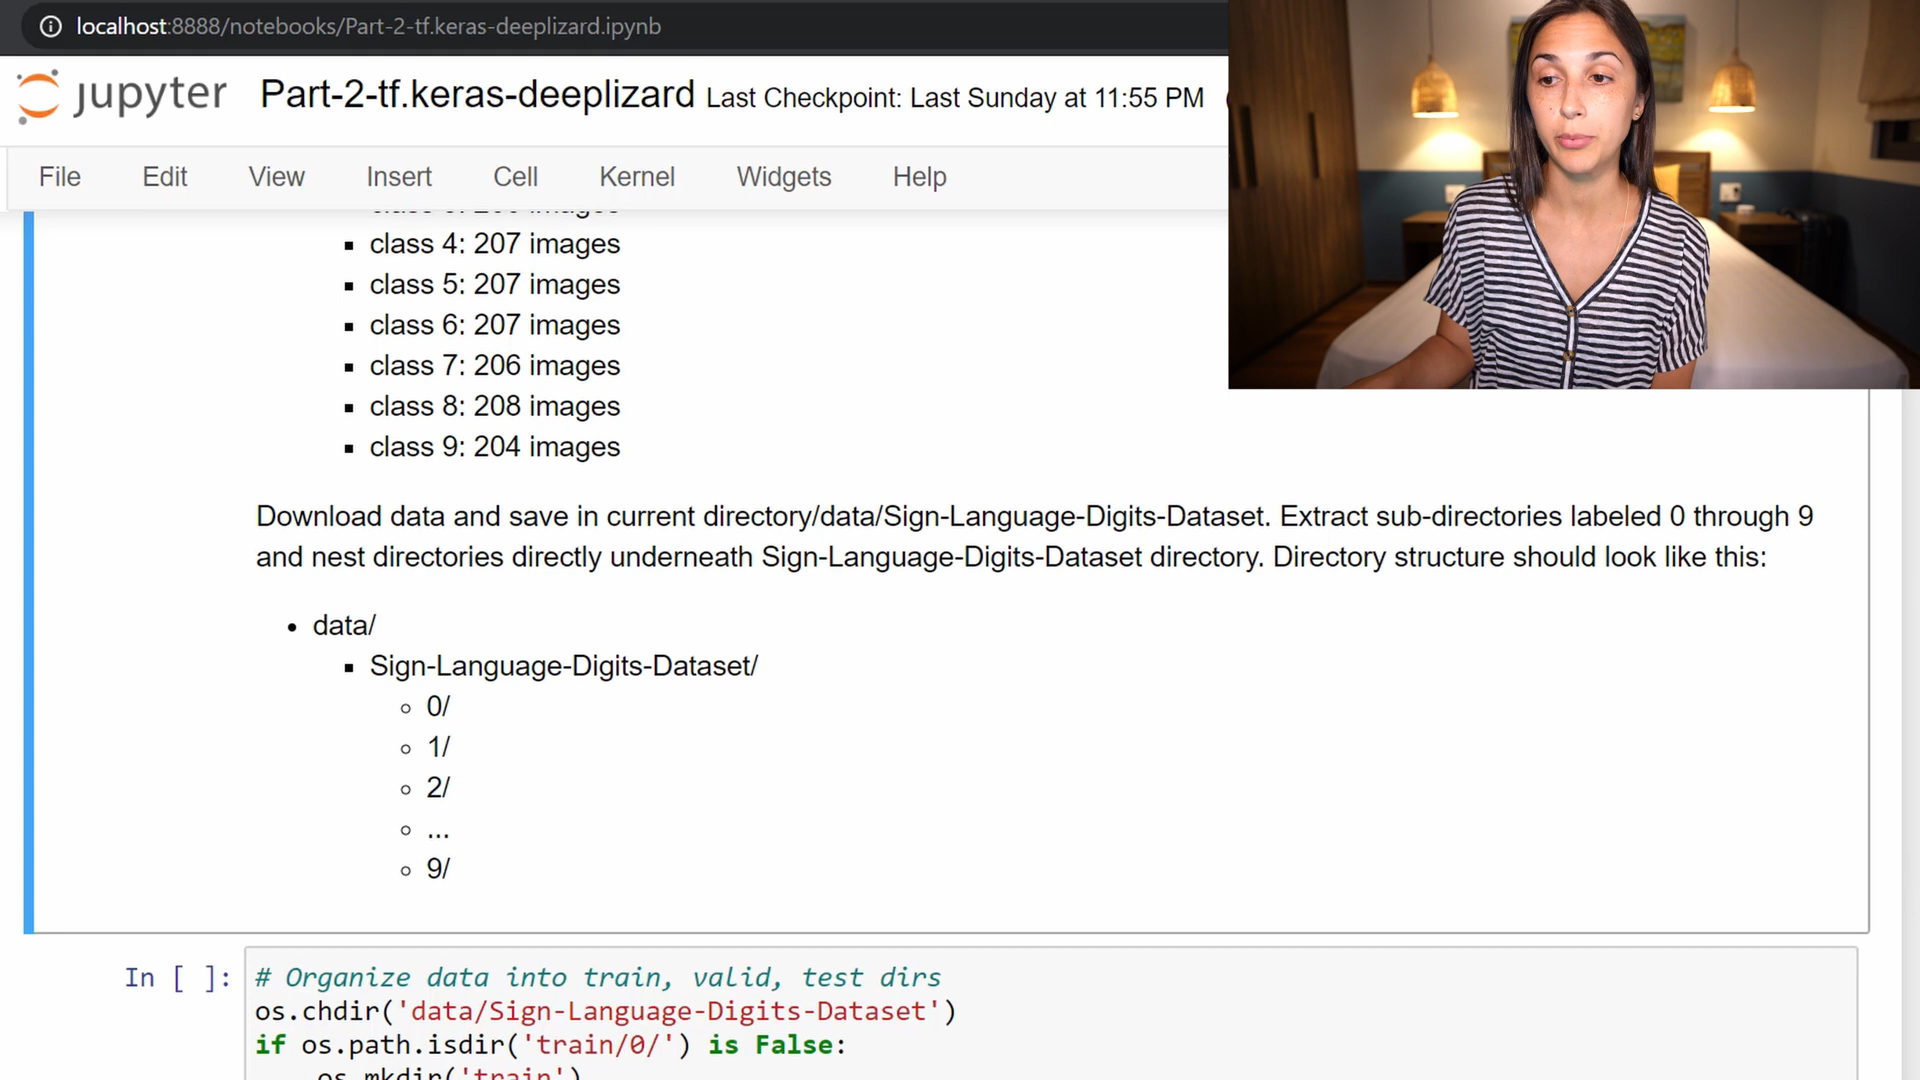 localhost:8888/notebooks/Part-2-tf.keras-deeplizard.ipynb
jupyter Part-2-tf.keras-deeplizard Last Checkpoint: Last Sunday at 11:55 PM
File Edit View Insert Cell Kernel Widgets Help
class 4: 207 images
class 5: 207 images
class 6: 207 images
class 7: 206 images
class 8: 208 images
class 9: 204 images
Download data and save in current directory/data/Sign-Language-Digits-Dataset. Extract sub-directories labeled 0 through 9
and nest directories directly underneath Sign-Language-Digits-Dataset directory. Directory structure should look like this:
data/
Sign-Language-Digits-Dataset/
0/
1/
2/
...
9/
In [ ]: # Organize data into train, valid, test dirs
os.chdir('data/Sign-Language-Digits-Dataset')
if os.path.isdir('train/0/') is False:
os.mkdir('train')